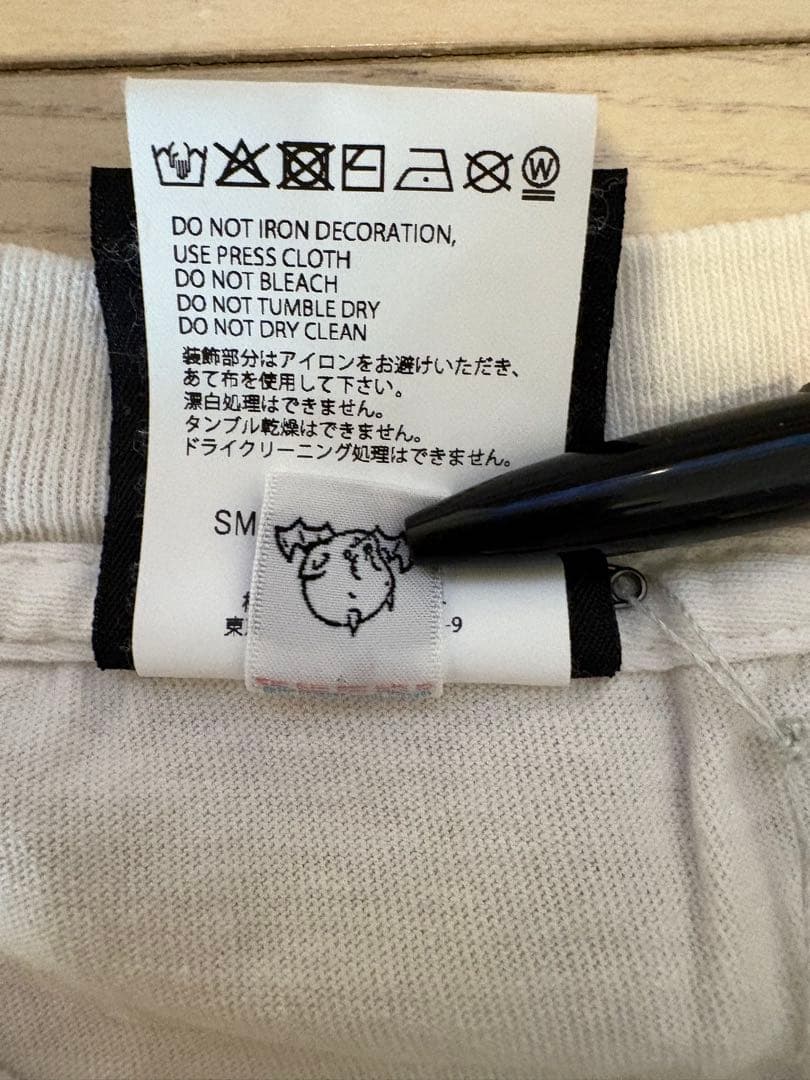 W
DO NOT IRON DECORATION,
USE PRESS CLOTH
DO NOT BLEACH
DO NOT TUMBLE DRY
DO NOT DRY CLEAN
装飾部分はアイロンをお避けいただき、
あて布を使用して下さい。
漂白処理はできません。
タンブル乾燥はできません。
ドライクリーニング処理はできません。
SM
東 -9